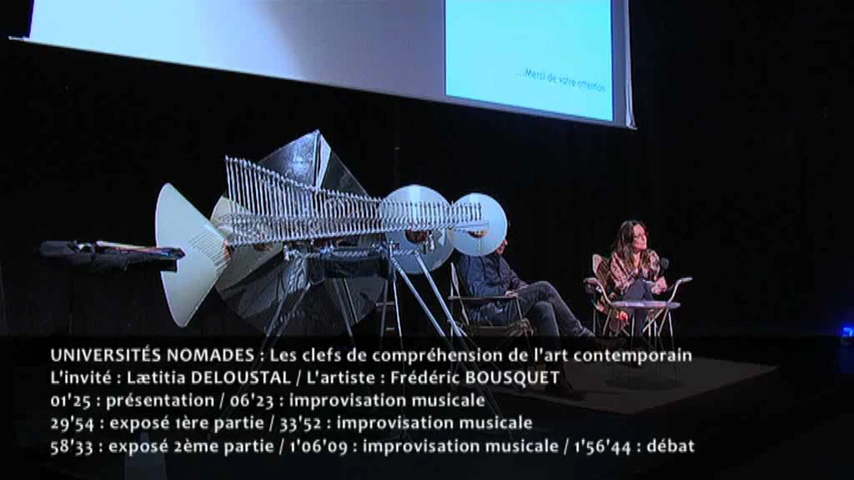 ...Merci de votre attention
UNIVERSITÉS NOMADES : Les clefs de compréhension de l'art contemporain
L'invité : Lætitia DELOUSTAL / L'artiste : Frédéric BOUSQUET
01'25 : présentation / 06'23 : improvisation musicale
29'54 : exposé 1ère partie / 33'52 : improvisation musicale
58'33 : exposé 2ème partie / 1'06'09 : improvisation musicale / 1'56'44 : débat